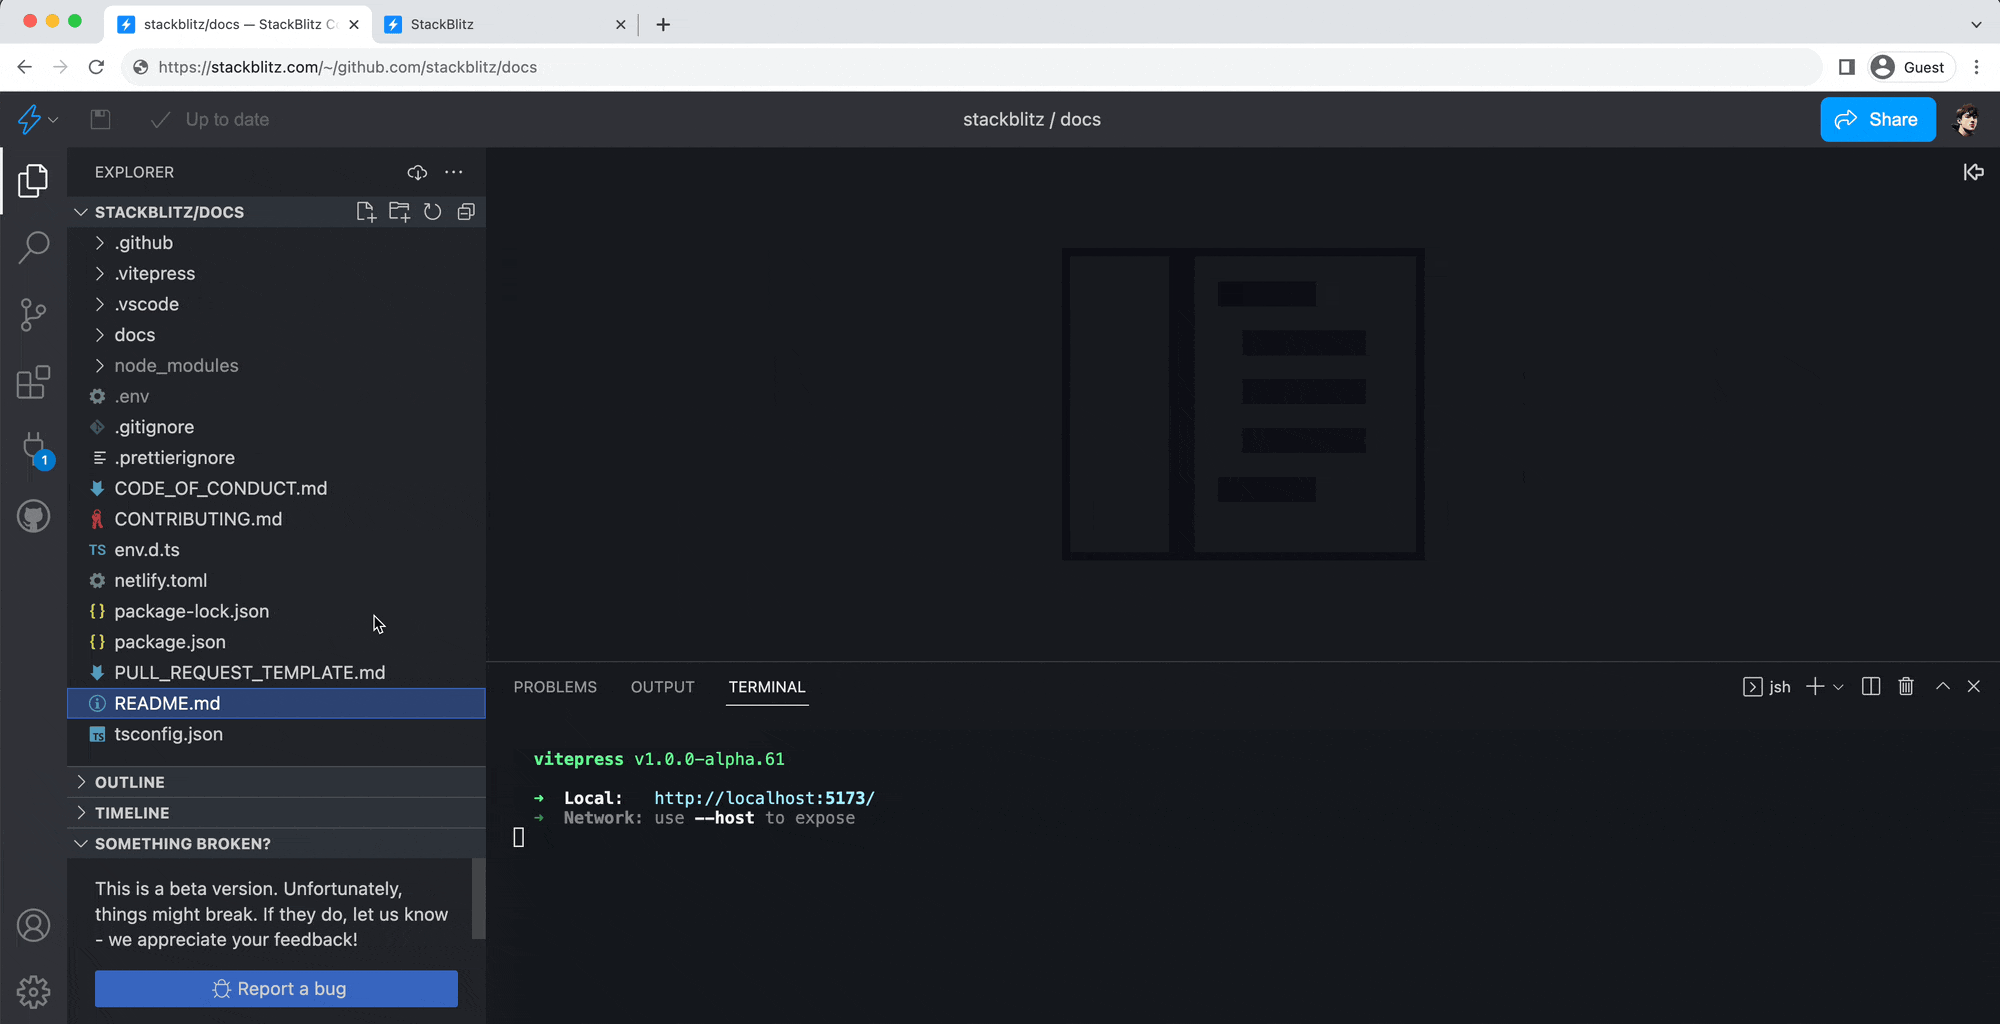 stackblitz/docs — StackBlitz C
StackBlitz
https://stackblitz.com/~/github.com/stackblitz/docs
Guest
Up to date
stackblitz / docs
Share
EXPLORER
STACKBLITZ/DOCS
.github
.vitepress
.vscode
docs
node_modules
.env
.gitignore
.prettierignore
CODE_OF_CONDUCT.md
CONTRIBUTING.md
TS env.d.ts
netlify.toml
{ } package-lock.json
{ } package.json
PULL_REQUEST_TEMPLATE.md
README.md
TS tsconfig.json
1
OUTLINE
TIMELINE
SOMETHING BROKEN?
This is a beta version. Unfortunately,
things might break. If they do, let us know
- we appreciate your feedback!
Report a bug
PROBLEMS
OUTPUT
TERMINAL
jsh
vitepress v1.0.0-alpha.61
➜ Local: http://localhost:5173/
➜ Network: use --host to expose